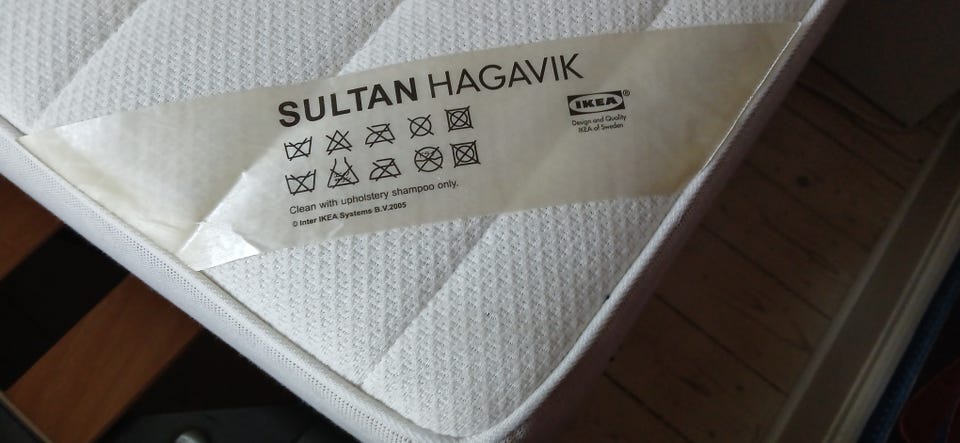 SULTAN HAGAVIK
IKEA®
Design and Quality
IKEA of Sweden
Clean with upholstery shampoo only.
© Inter IKEA Systems B.V.2005